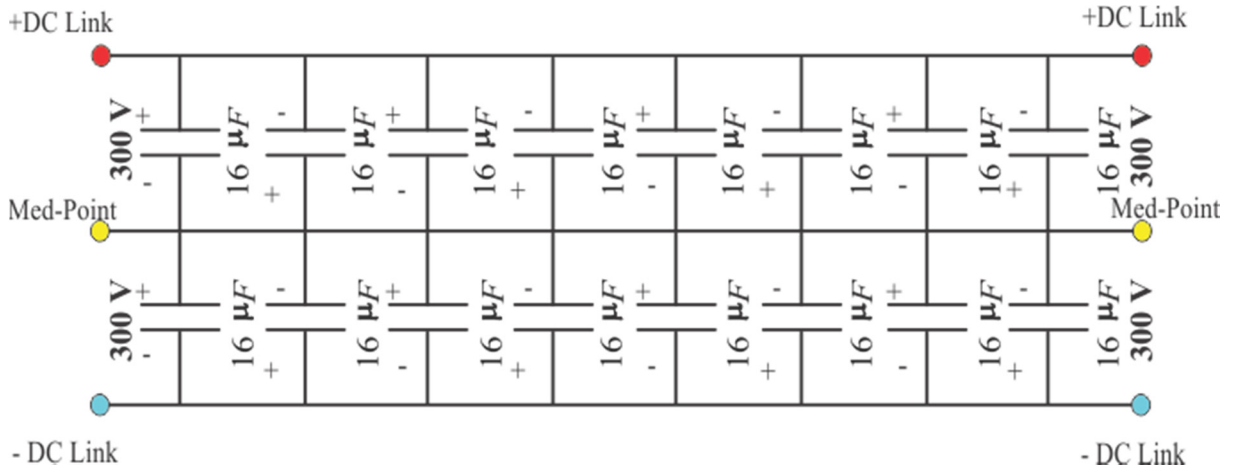 +DC Link
+DC Link
+ - + - + - + -
300 V 16 μF 16 μF 16 μF 16 μF 16 μF 16 μF 16 μF 16 μF 300 V
- + - + - + - +
Med-Point
Med-Point
+ - + - + - + -
300 V 16 μF 16 μF 16 μF 16 μF 16 μF 16 μF 16 μF 16 μF 300 V
- + - + - + - +
- DC Link
- DC Link